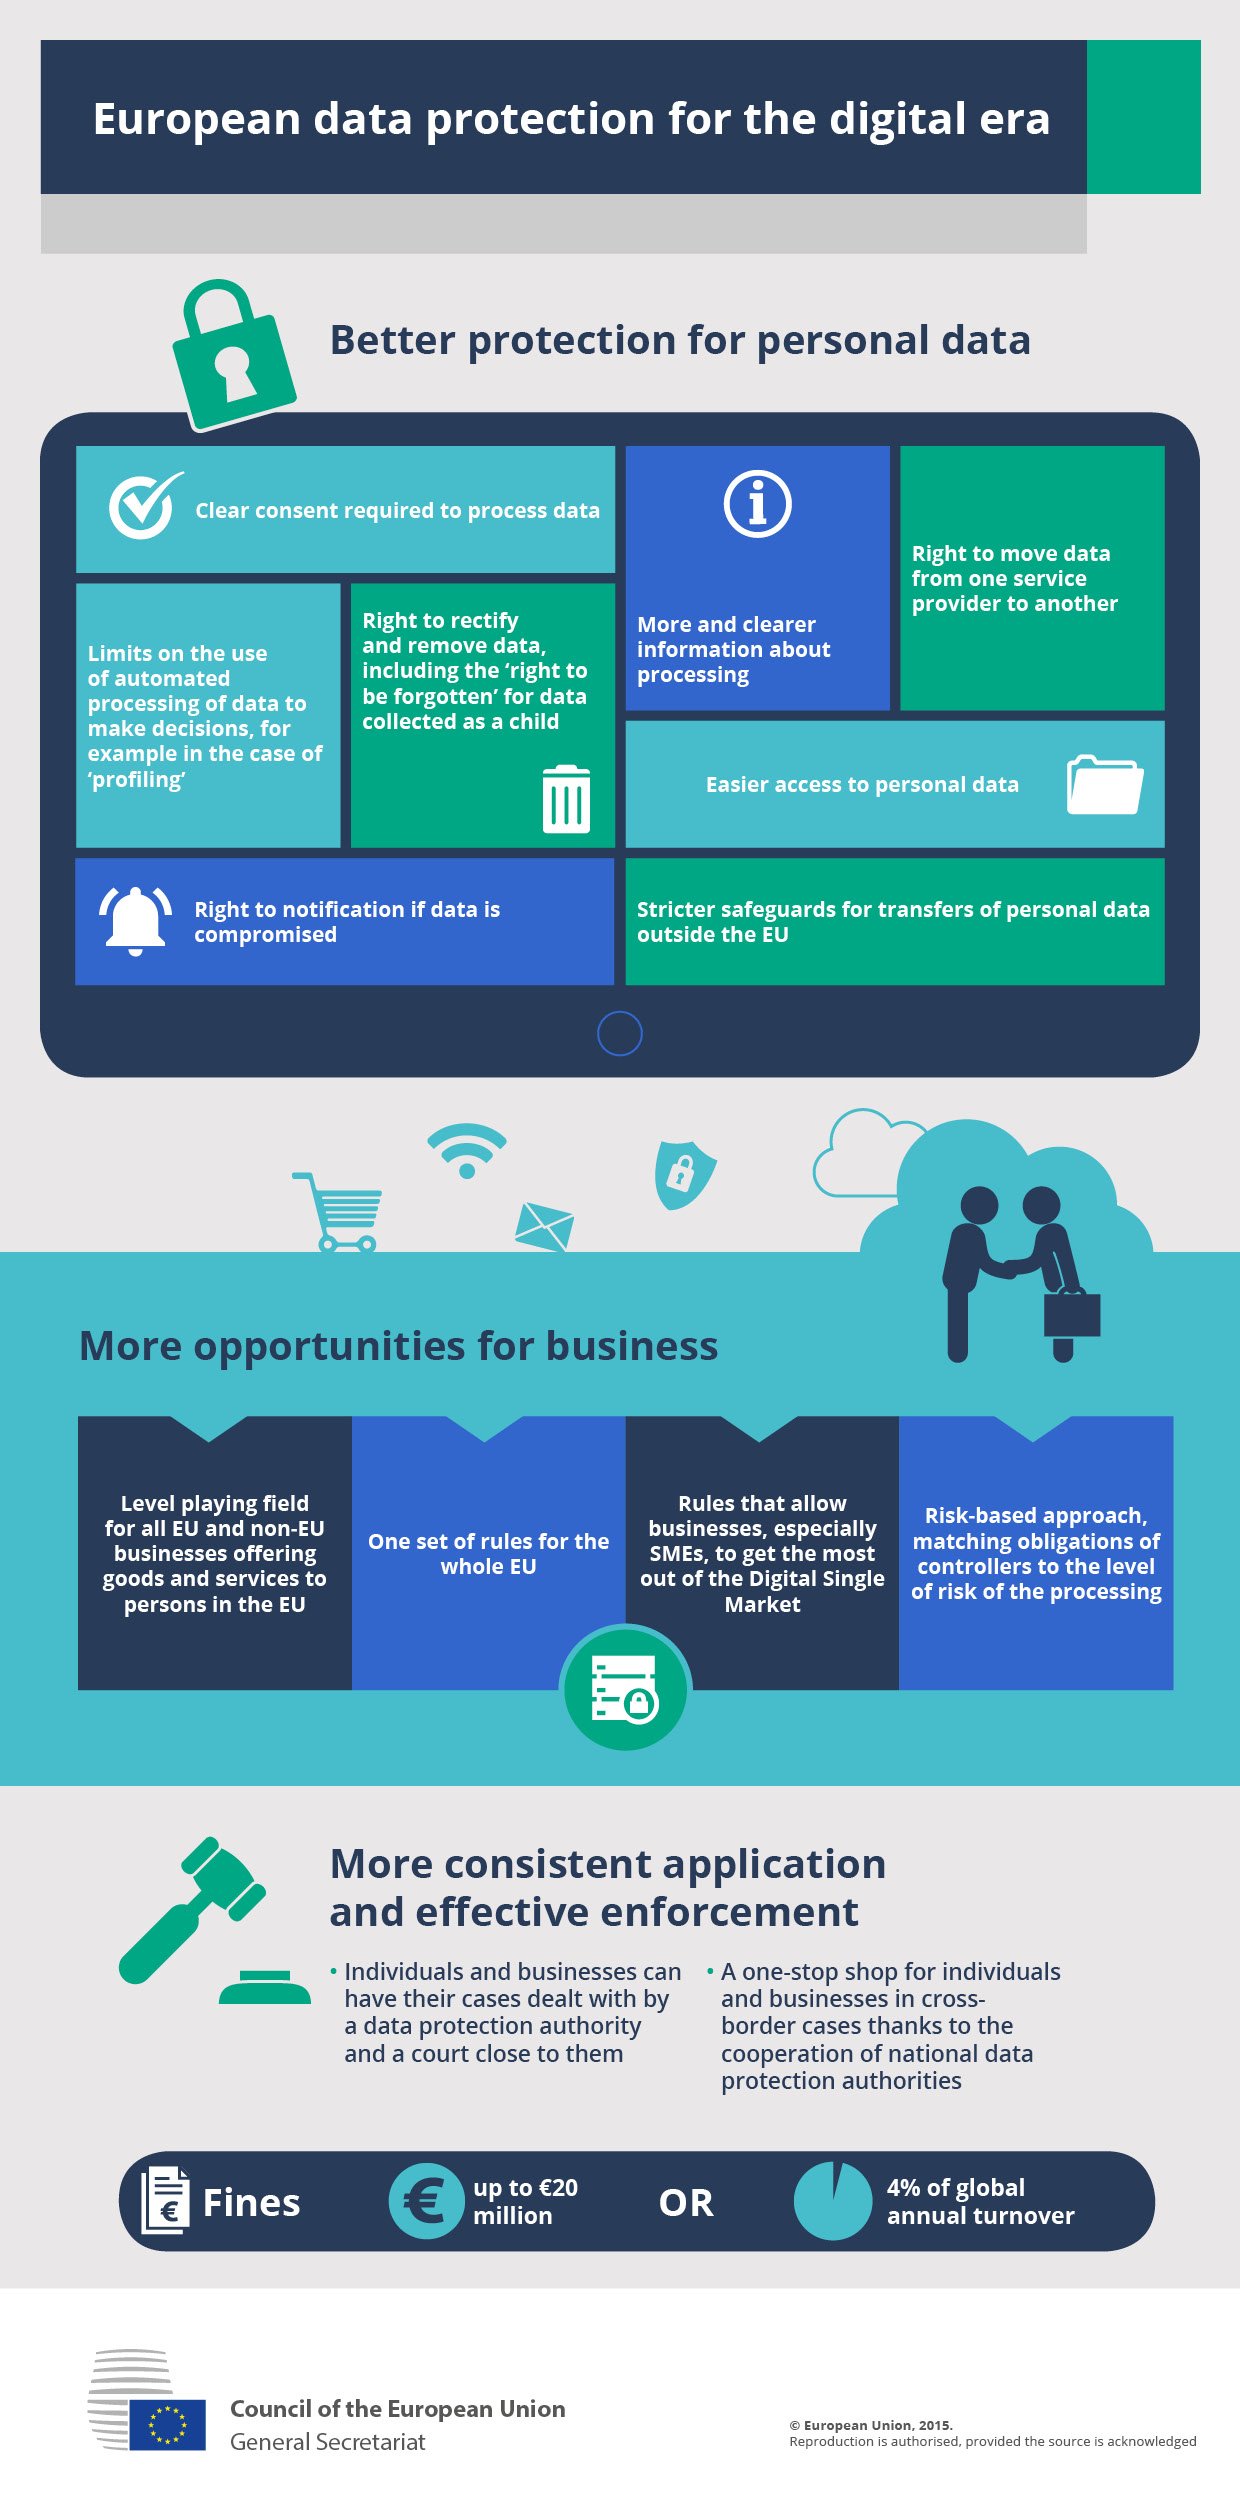 European data protection for the digital era
Better protection for personal data
Clear consent required to process data
More and clearer
information about
processing
Right to move data
from one service
provider to another
Limits on the use
of automated
processing of data to
make decisions, for
example in the case of
‘profiling’
Right to rectify
and remove data,
including the ‘right to
be forgotten’ for data
collected as a child
Easier access to personal data
Right to notification if data is
compromised
Stricter safeguards for transfers of personal data
outside the EU
More opportunities for business
Level playing field
for all EU and non-EU
businesses offering
goods and services to
persons in the EU
One set of rules for the
whole EU
Rules that allow
businesses, especially
SMEs, to get the most
out of the Digital Single
Market
Risk-based approach,
matching obligations of
controllers to the level
of risk of the processing
More consistent application
and effective enforcement
• Individuals and businesses can
have their cases dealt with by
a data protection authority
and a court close to them
• A one-stop shop for individuals
and businesses in cross-
border cases thanks to the
cooperation of national data
protection authorities
€
Fines
€
up to €20
million
OR
4% of global
annual turnover
Council of the European Union
General Secretariat
© European Union, 2015.
Reproduction is authorised, provided the source is acknowledged